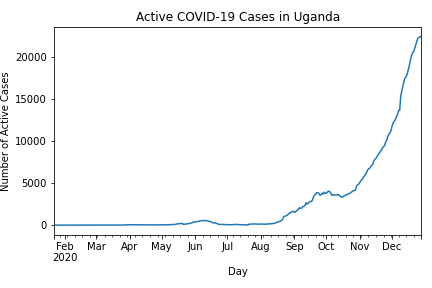 Active COVID-19 Cases in Uganda
Number of Active Cases
20000
15000
10000
5000
0
Feb Mar Apr May Jun Jul Aug Sep Oct Nov Dec
2020
Day